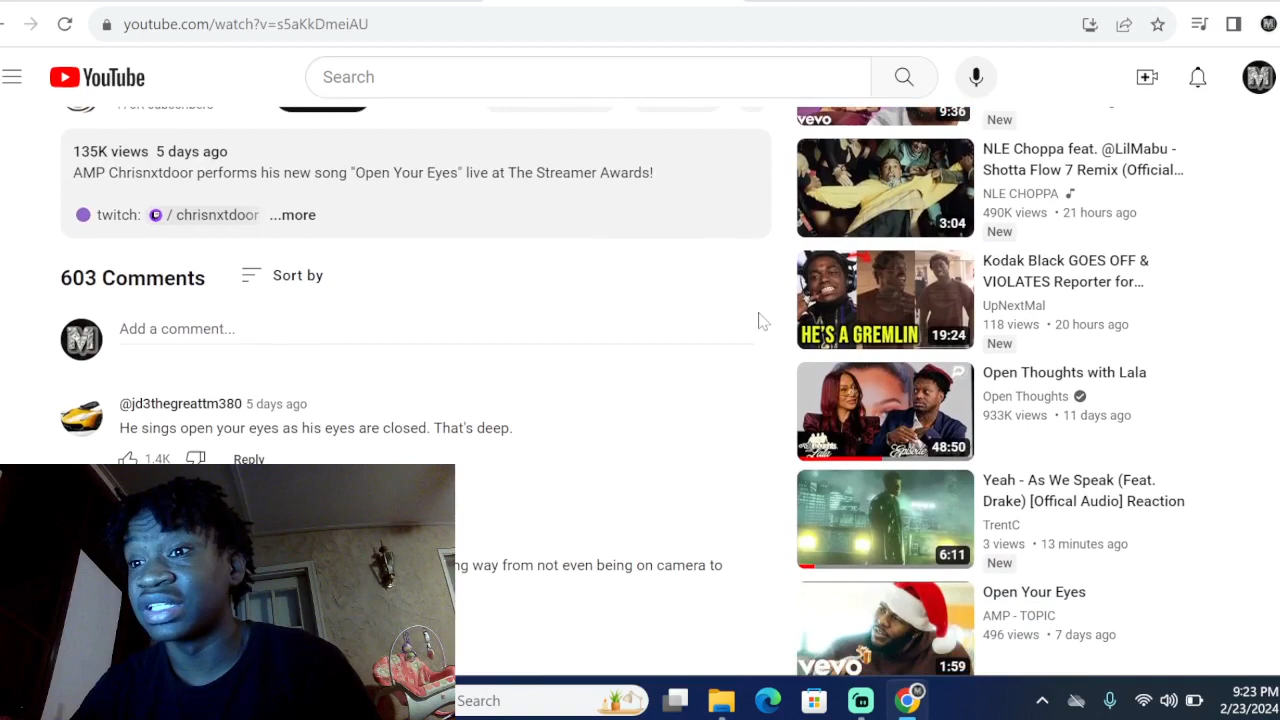 youtube.com/watch?v=s5aKkDmeiAU
YouTube
Search
135K views 5 days ago
AMP Chrisnxtdoor performs his new song "Open Your Eyes" live at The Streamer Awards!
twitch: / chrisnxtdoor ...more
603 Comments
Sort by
Add a comment...
@jd3thegreattm380 5 days ago
He sings open your eyes as his eyes are closed. That's deep.
1.4K Reply
ng way from not even being on camera to
vevo 9:36
New
3:04
NLE Choppa feat. @LilMabu -
Shotta Flow 7 Remix (Official...
NLE CHOPPA
490K views • 21 hours ago
New
HE'S A GREMLIN 19:24
Kodak Black GOES OFF &
VIOLATES Reporter for...
UpNextMal
118 views • 20 hours ago
New
48:50
Open Thoughts with Lala
Open Thoughts
933K views • 11 days ago
6:11
Yeah - As We Speak (Feat.
Drake) [Offical Audio] Reaction
TrentC
3 views • 13 minutes ago
New
vevo 1:59
Open Your Eyes
AMP - TOPIC
496 views • 7 days ago
Search
9:23 PM
2/23/2024